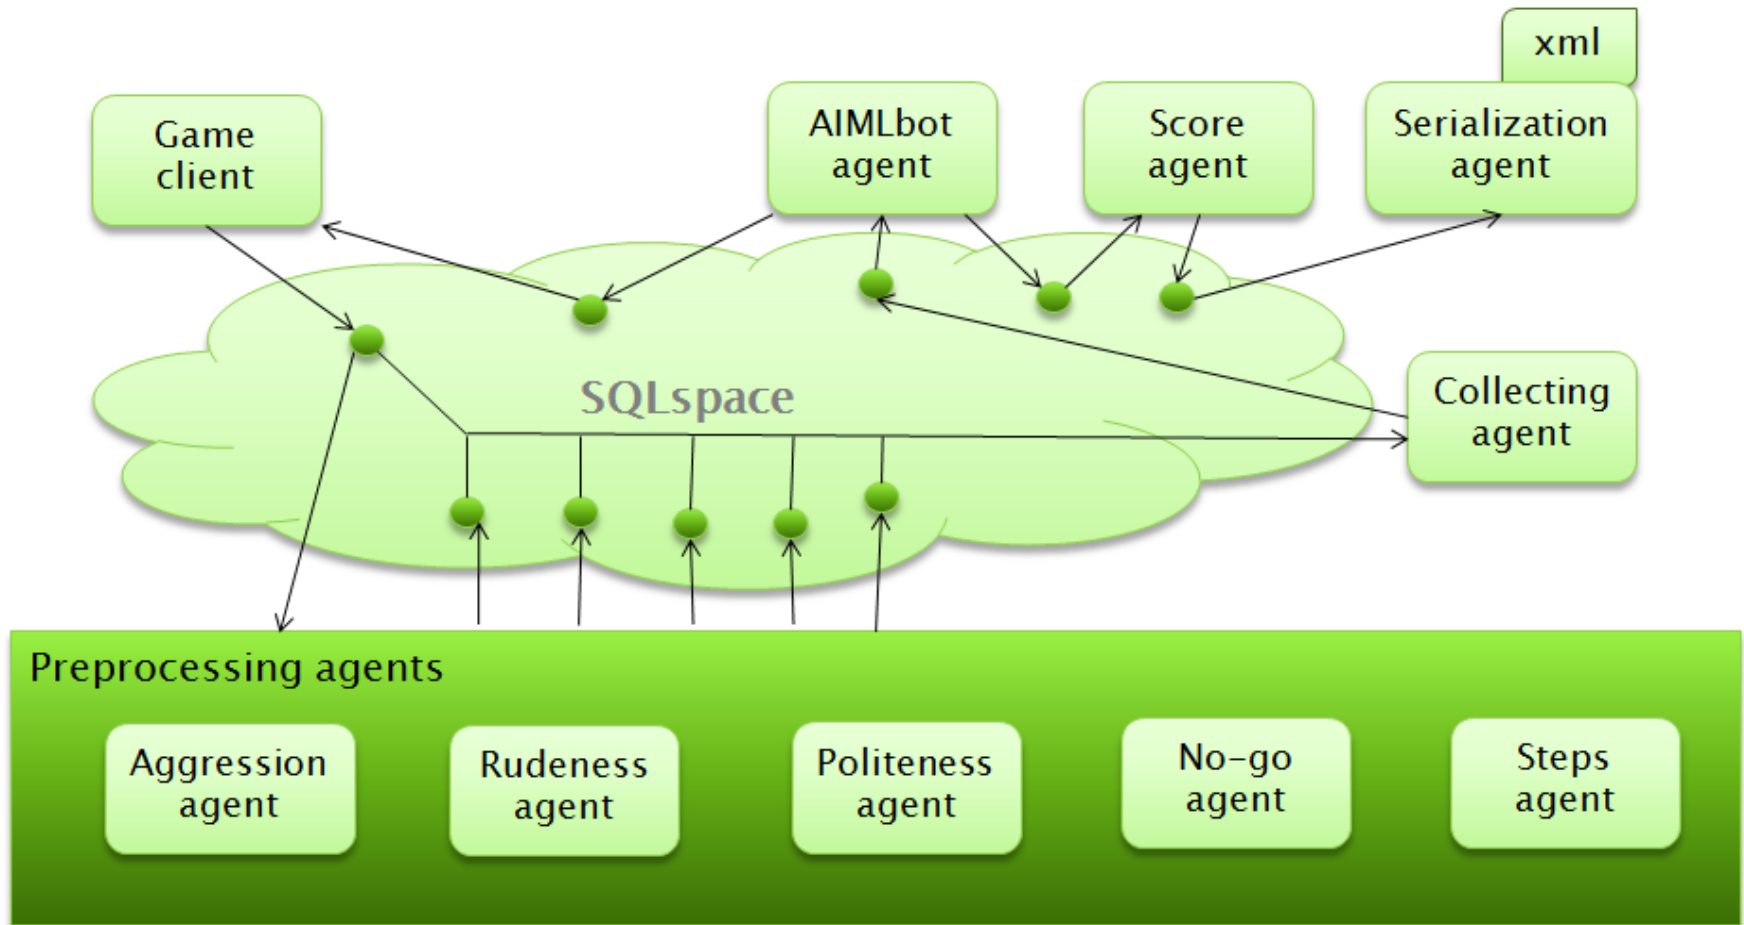 xml
Game
client
AIMLbot
agent
Score
agent
Serialization
agent
SQLspace
Collecting
agent
Preprocessing agents
Aggression
agent
Rudeness
agent
Politeness
agent
No-go
agent
Steps
agent